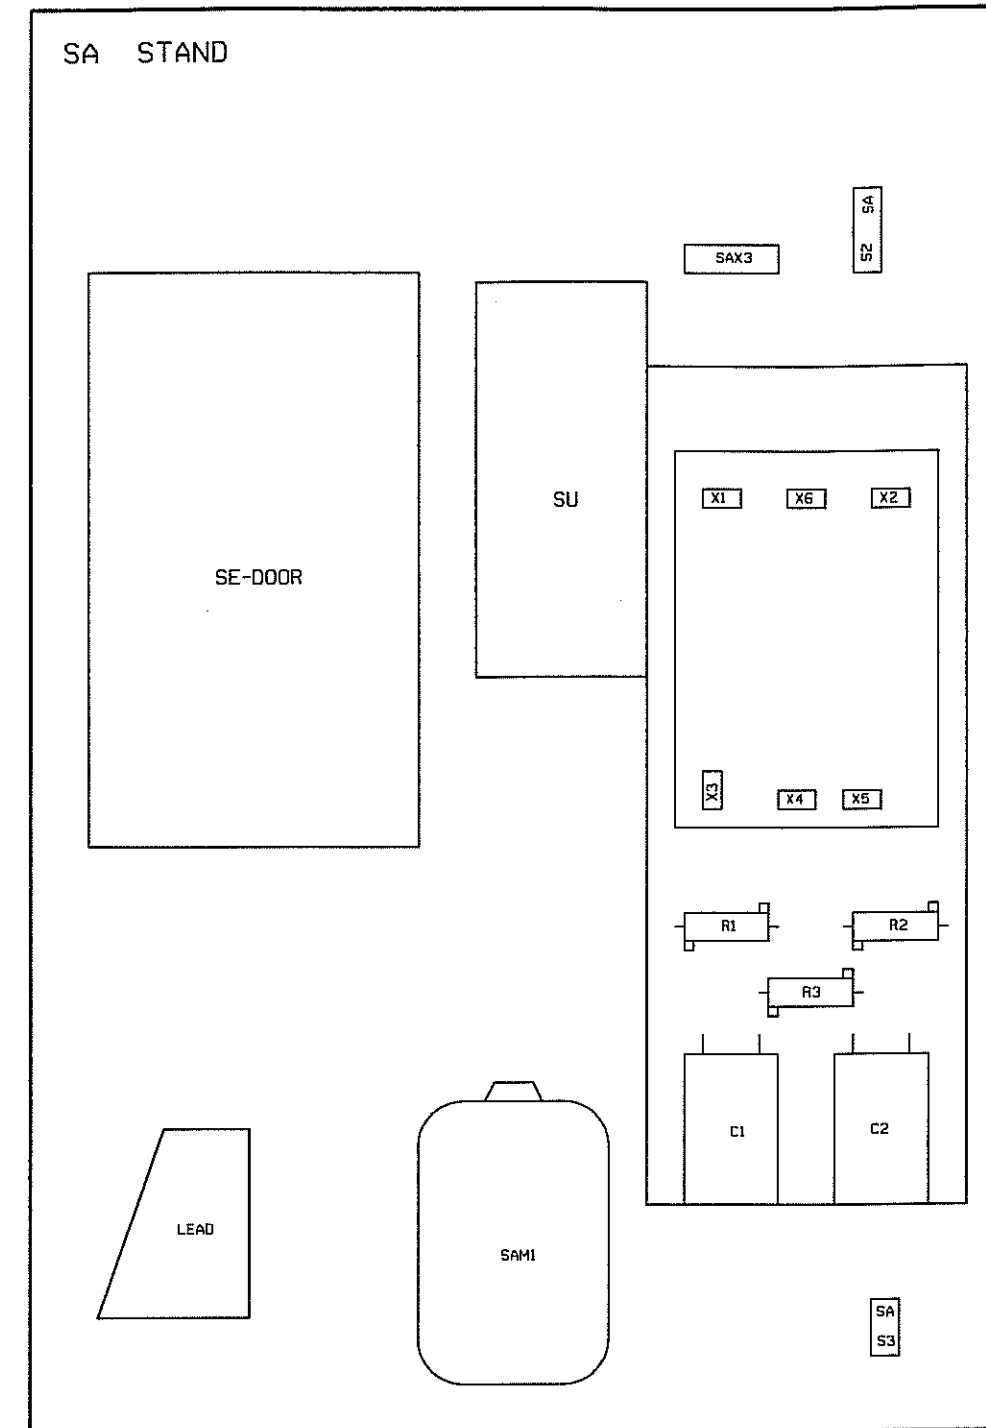 SA STAND
S2 SA
SAX3
SU
X1 X6 X2
SE-DOOR
X3
X4 X5
R1 R2
R3
C1 C2
LEAD
SAM1
SA
S3